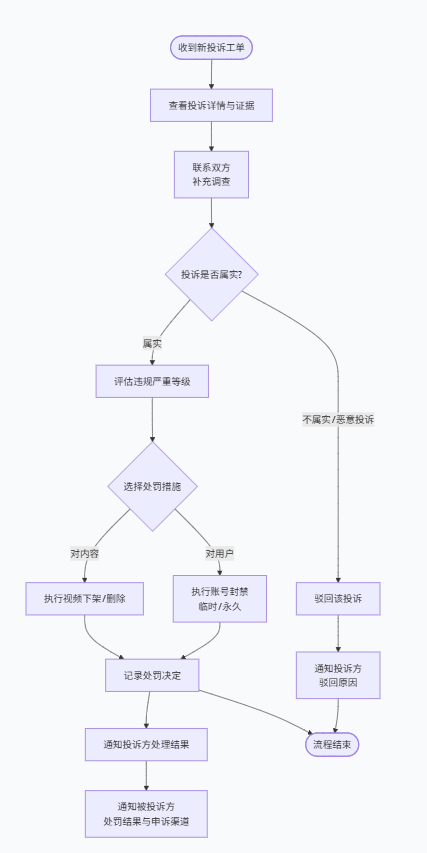 收到新投诉工单
查看投诉详情与证据
联系双方
补充调查
投诉是否属实?
属实
评估违规严重等级
不属实/恶意投诉
选择处罚措施
对内容
对用户
执行视频下架/删除
执行账号封禁
临时/永久
驳回该投诉
记录处罚决定
通知投诉方
驳回原因
通知投诉方处理结果
流程结束
通知被投诉方
处罚结果与申诉渠道